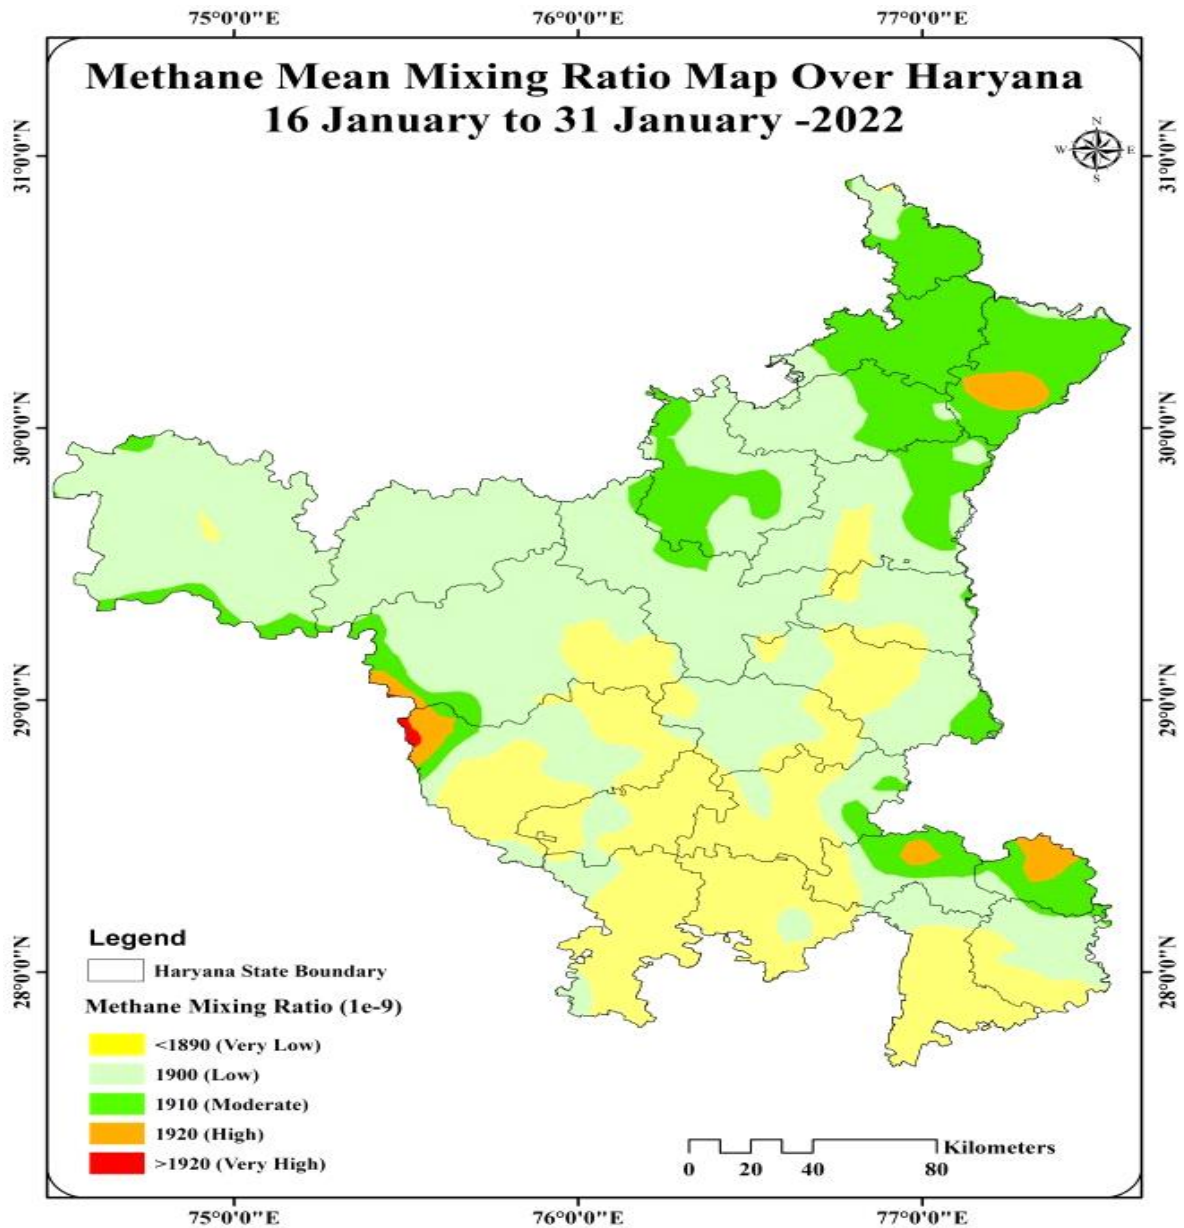 75°0'0"E 76°0'0"E 77°0'0"E
Methane Mean Mixing Ratio Map Over Haryana
16 January to 31 January -2022
N
W E
S
31°0'0"N 31°0'0"N
30°0'0"N 30°0'0"N
29°0'0"N 29°0'0"N
28°0'0"N 28°0'0"N
Legend
Haryana State Boundary
Methane Mixing Ratio (1e-9)
<1890 (Very Low)
1900 (Low)
1910 (Moderate)
1920 (High)
>1920 (Very High)
Kilometers
0 20 40 80
75°0'0"E 76°0'0"E 77°0'0"E